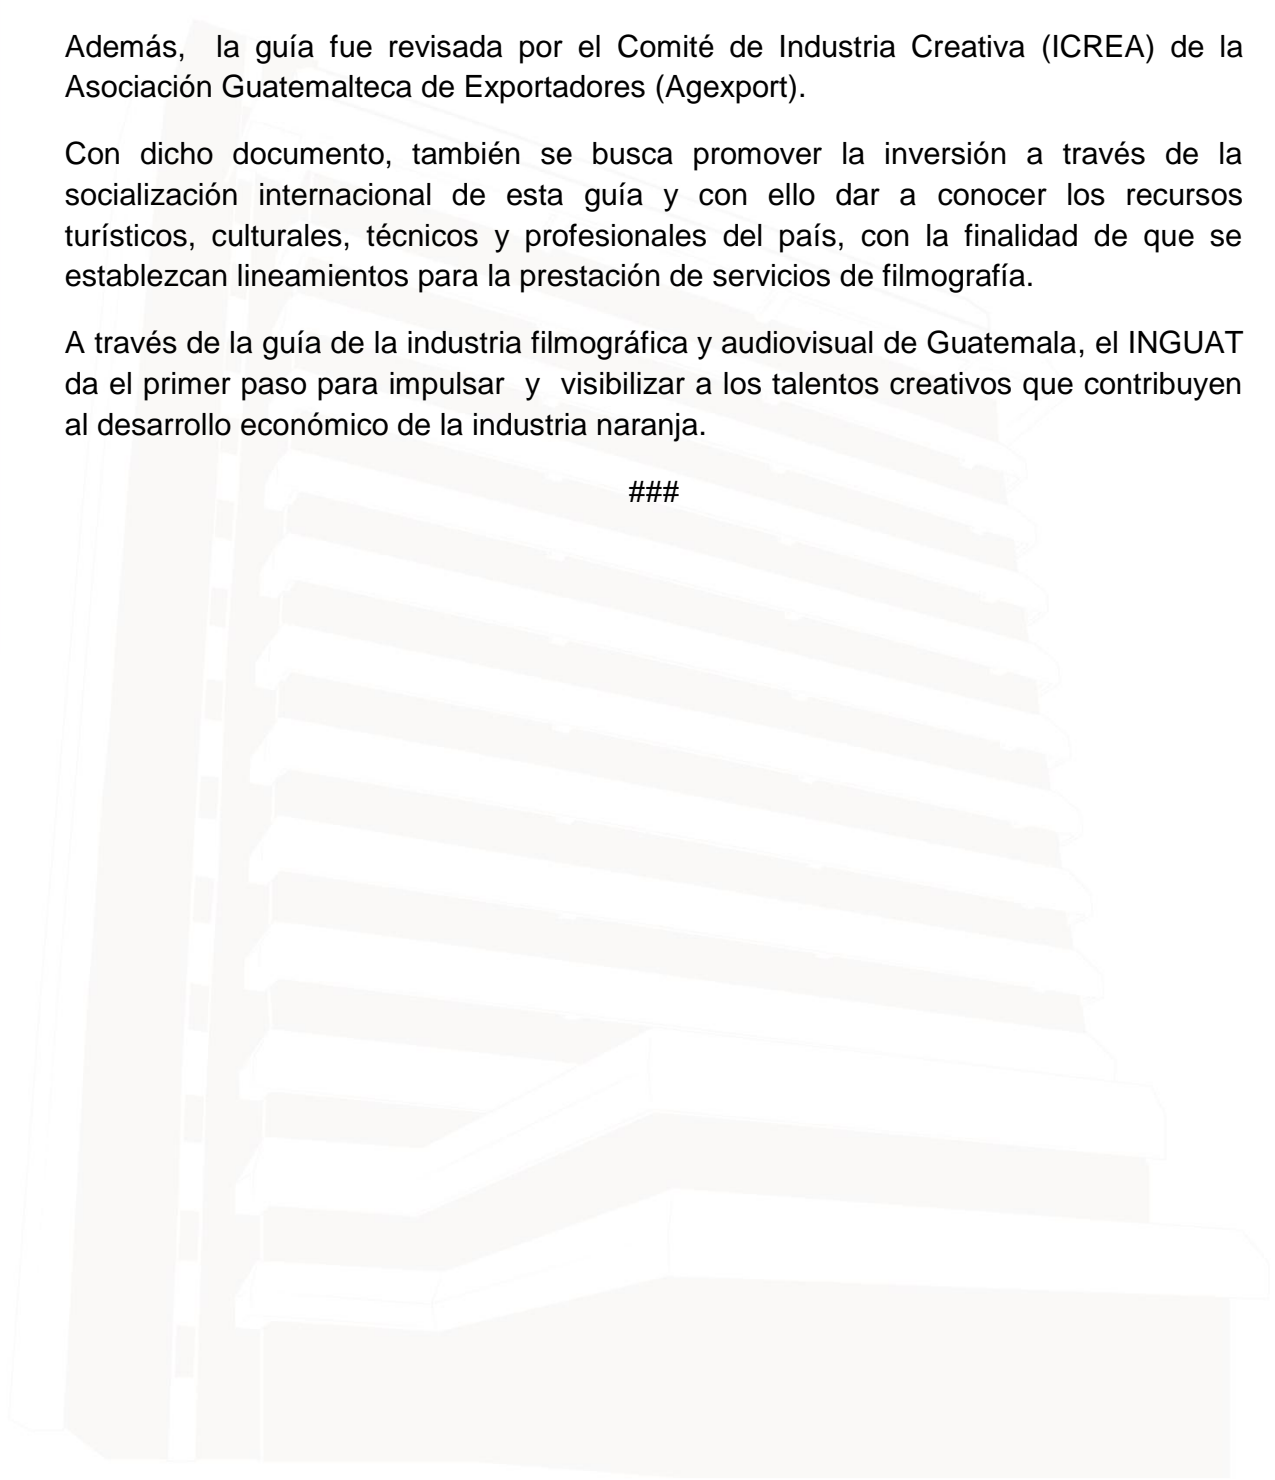 Además, la guía fue revisada por el Comité de Industria Creativa (ICREA) de la
Asociación Guatemalteca de Exportadores (Agexport).
Con dicho documento, también se busca promover la inversión a través de la
socialización internacional de esta guía y con ello dar a conocer los recursos
turísticos, culturales, técnicos y profesionales del país, con la finalidad de que se
establezcan lineamientos para la prestación de servicios de filmografía.
A través de la guía de la industria filmográfica y audiovisual de Guatemala, el INGUAT
da el primer paso para impulsar y visibilizar a los talentos creativos que contribuyen
al desarrollo económico de la industria naranja.
###